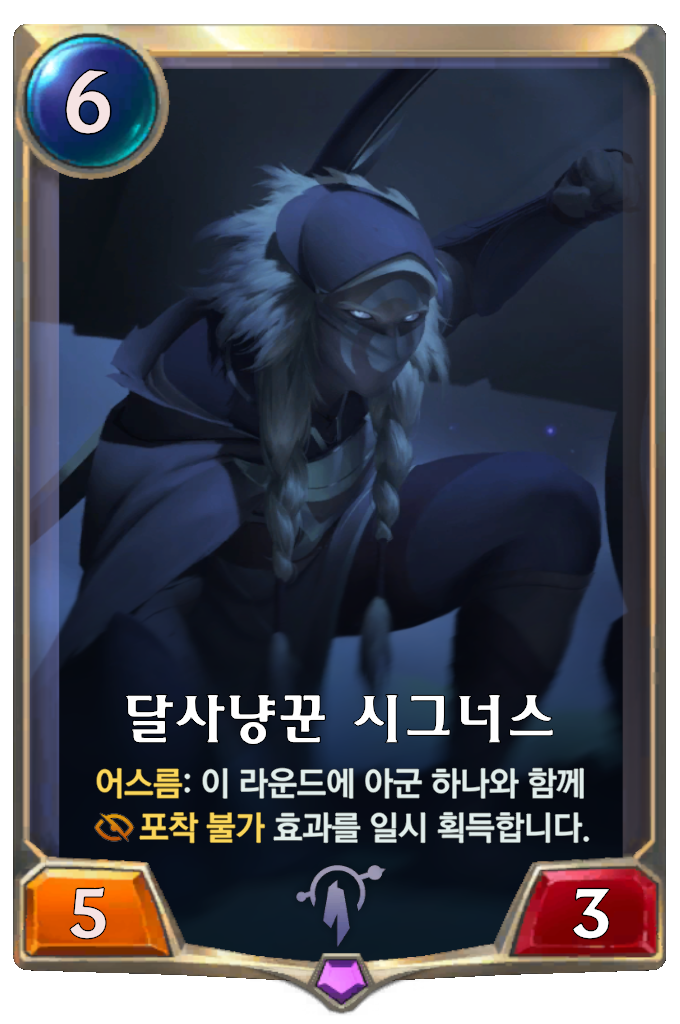 6
달사냥꾼 시그너스
어스름: 이 라운드에 아군 하나와 함께
포착 불가 효과를 일시 획득합니다.
5
3